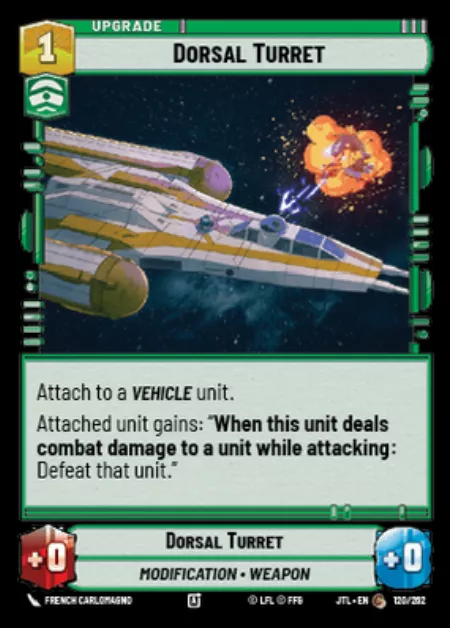 UPGRADE
1
DORSAL TURRET
Attach to a VEHICLE unit.
Attached unit gains: "When this unit deals
combat damage to a unit while attacking:
Defeat that unit."
+0
DORSAL TURRET
+0
MODIFICATION • WEAPON
FRENCH CARLOMAGNO
A
© LFL © FFG
JTL • EN
120/262